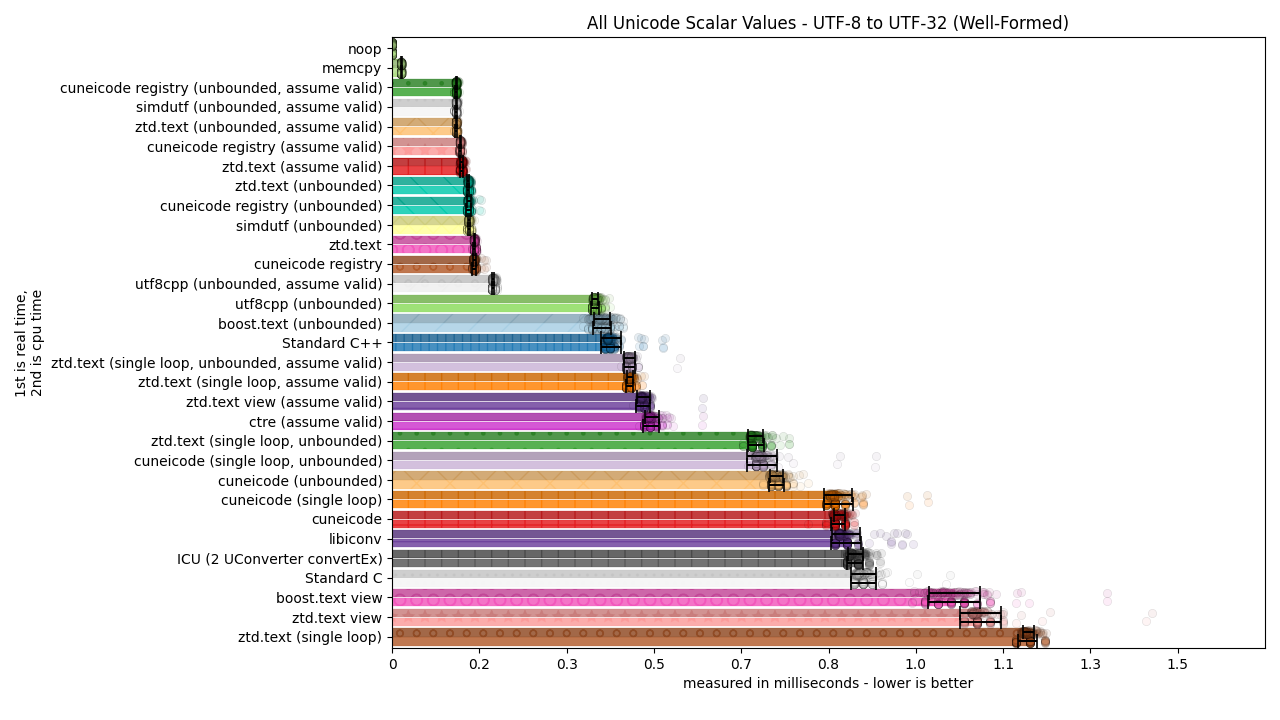 All Unicode Scalar Values - UTF-8 to UTF-32 (Well-Formed)
noop
memcpy
cuneicode registry (unbounded, assume valid)
simdutf (unbounded, assume valid)
ztd.text (unbounded, assume valid)
cuneicode registry (assume valid)
ztd.text (assume valid)
ztd.text (unbounded)
cuneicode registry (unbounded)
simdutf (unbounded)
ztd.text
cuneicode registry
utf8cpp (unbounded, assume valid)
utf8cpp (unbounded)
boost.text (unbounded)
Standard C++
ztd.text (single loop, unbounded, assume valid)
ztd.text (single loop, assume valid)
ztd.text view (assume valid)
ctre (assume valid)
ztd.text (single loop, unbounded)
cuneicode (single loop, unbounded)
cuneicode (unbounded)
cuneicode (single loop)
cuneicode
libiconv
ICU (2 UConverter convertEx)
Standard C
boost.text view
ztd.text view
ztd.text (single loop)
1st is real time,
2nd is cpu time
0 0.2 0.3 0.5 0.7 0.8 1.0 1.1 1.3 1.5
measured in milliseconds - lower is better